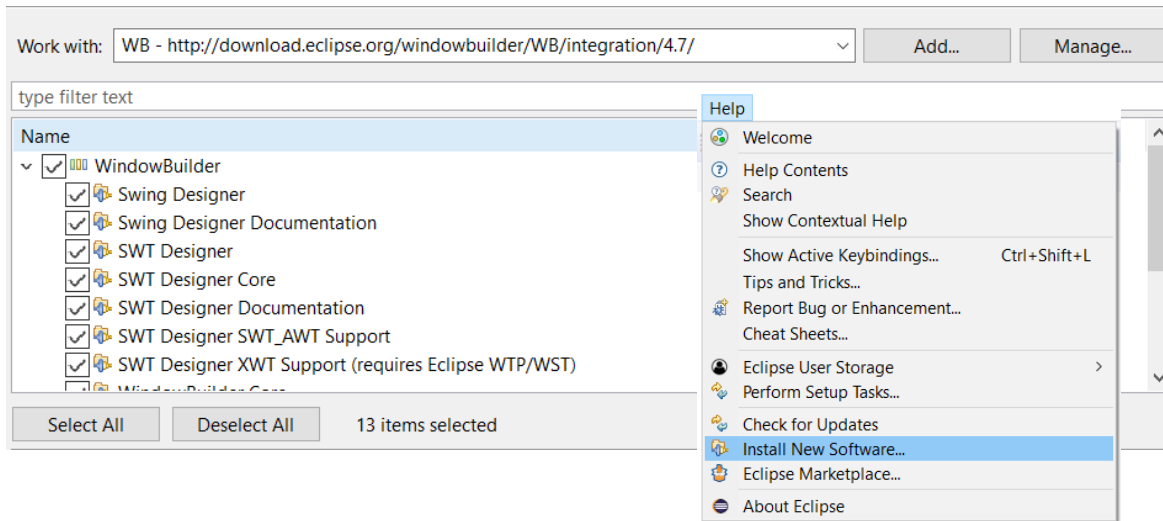 Work with: WB - http://download.eclipse.org/windowbuilder/WB/integration/4.7/ Add... Manage...
type filter text
Name
WindowBuilder
Swing Designer
Swing Designer Documentation
SWT Designer
SWT Designer Core
SWT Designer Documentation
SWT Designer SWT_AWT Support
SWT Designer XWT Support (requires Eclipse WTP/WST)
WindowBuilder Core
Select All Deselect All 13 items selected
Help
Welcome
Help Contents
Search
Show Contextual Help
Show Active Keybindings... Ctrl+Shift+L
Tips and Tricks...
Report Bug or Enhancement...
Cheat Sheets...
Eclipse User Storage
Perform Setup Tasks...
Check for Updates
Install New Software...
Eclipse Marketplace...
About Eclipse